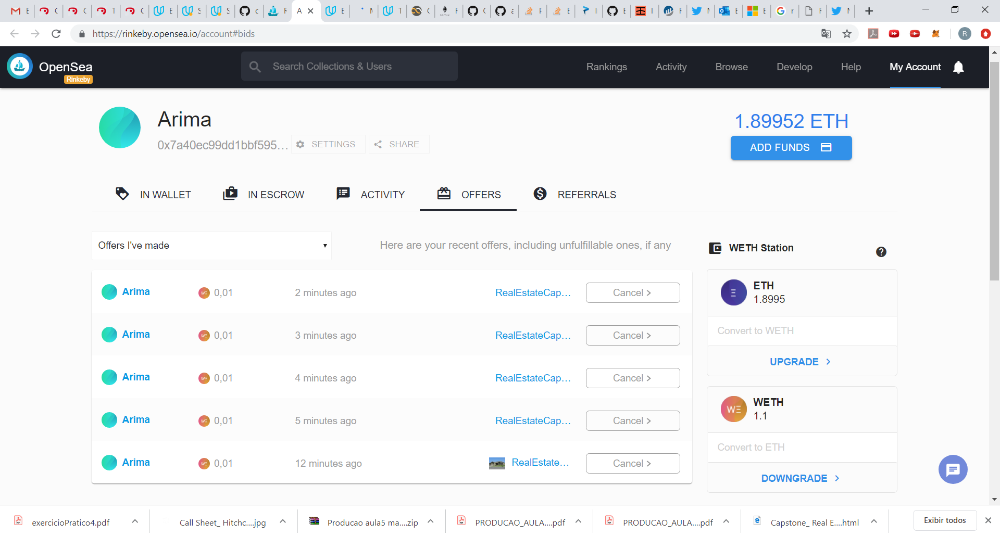 https://rinkeby.opensea.io/account#bids
R
OpenSea
Rinkeby
Search Collections & Users
Rankings
Activity
Browse
Develop
Help
My Account
Arima
0x7a40ec99dd1bbf595...
SETTINGS
SHARE
1.89952 ETH
ADD FUNDS
IN WALLET
IN ESCROW
ACTIVITY
OFFERS
REFERRALS
Offers I've made
Here are your recent offers, including unfulfillable ones, if any
Arima 0,01 2 minutes ago RealEstateCap... Cancel >
Arima 0,01 3 minutes ago RealEstateCap... Cancel >
Arima 0,01 4 minutes ago RealEstateCap... Cancel >
Arima 0,01 5 minutes ago RealEstateCap... Cancel >
Arima 0,01 12 minutes ago RealEstate... Cancel >
WETH Station
ETH
1.8995
Convert to WETH
UPGRADE >
WETH
1.1
Convert to ETH
DOWNGRADE >
exercicioPratico4.pdf
Call Sheet_ Hitchc....jpg
Producao aula5 ma....zip
PRODUCAO_AULA....pdf
PRODUCAO_AULA....pdf
Capstone_ Real E....html
Exibir todos